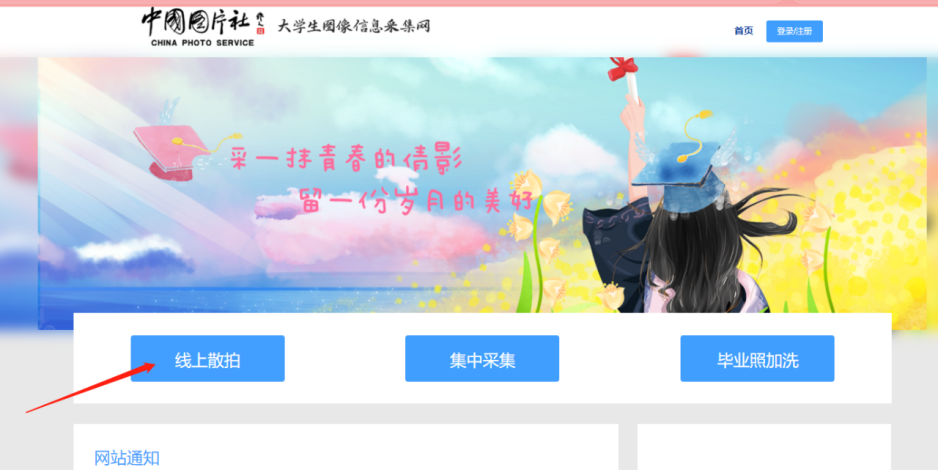 中國圖片社
CHINA PHOTO SERVICE
大学生图像信息采集网
首页
登录/注册
采一抹青春的倩影
留一份岁月的美好
线上散拍
集中采集
毕业照加洗
网站通知